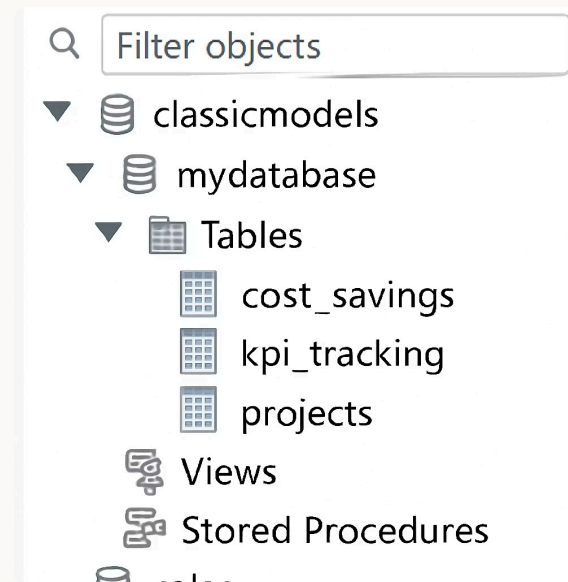 Filter objects
classicmodels
mydatabase
Tables
cost_savings
kpi_tracking
projects
Views
Stored Procedures